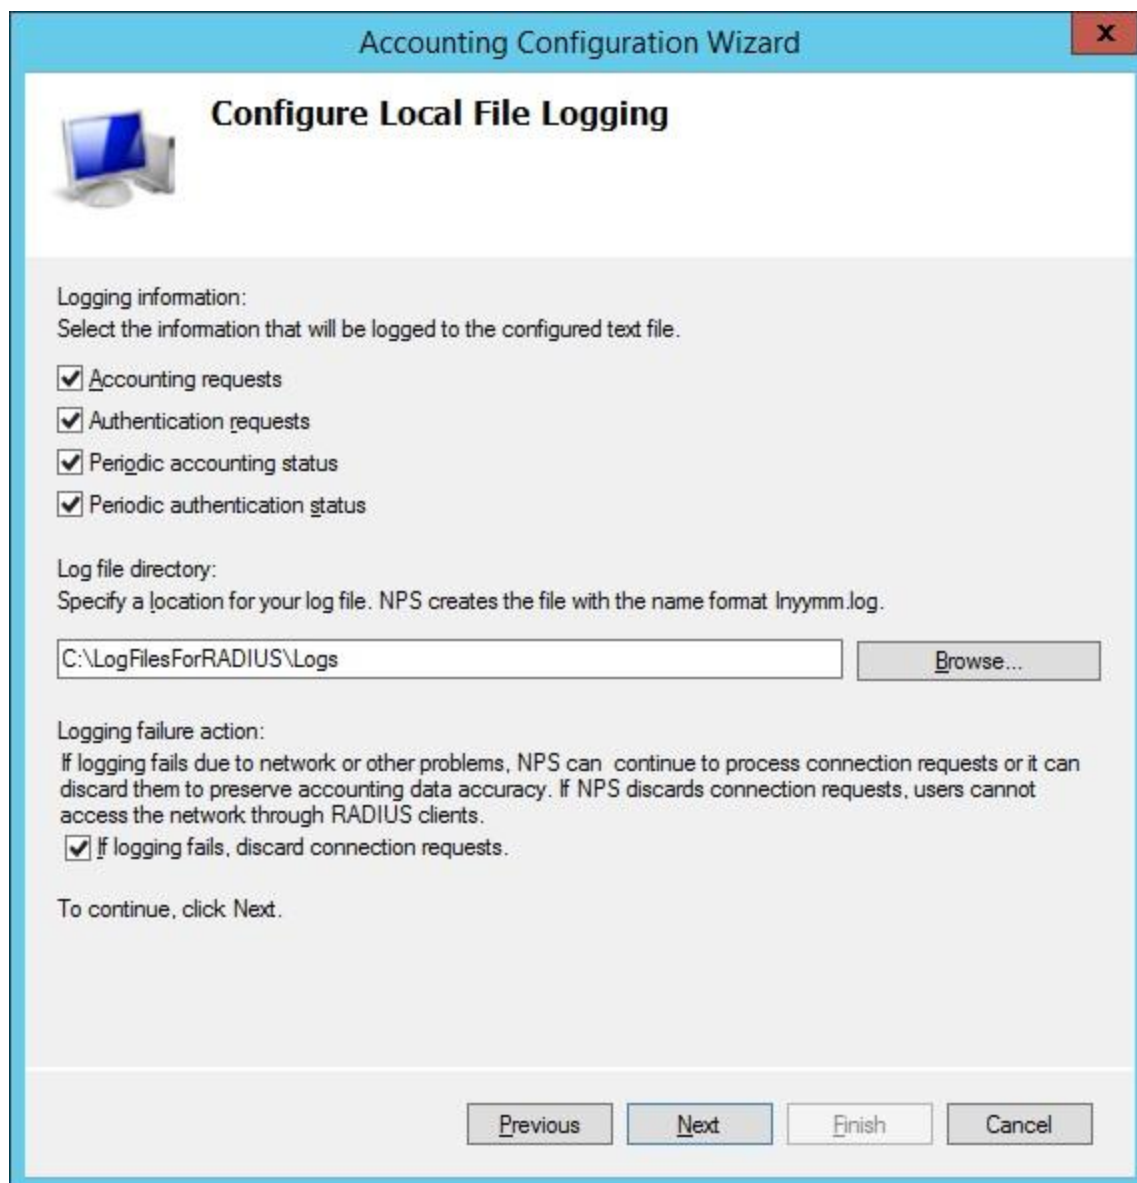 Accounting Configuration Wizard
x
Configure Local File Logging
Logging information:
Select the information that will be logged to the configured text file.
Accounting requests
Authentication requests
Periodic accounting status
Periodic authentication status
Log file directory:
Specify a location for your log file. NPS creates the file with the name format Inyymm.log.
C:\LogFilesForRADIUS\Logs
Browse...
Logging failure action:
If logging fails due to network or other problems, NPS can  continue to process connection requests or it can
discard them to preserve accounting data accuracy. If NPS discards connection requests, users cannot
access the network through RADIUS clients.
If logging fails, discard connection requests.
To continue, click Next.
Previous Next Finish Cancel